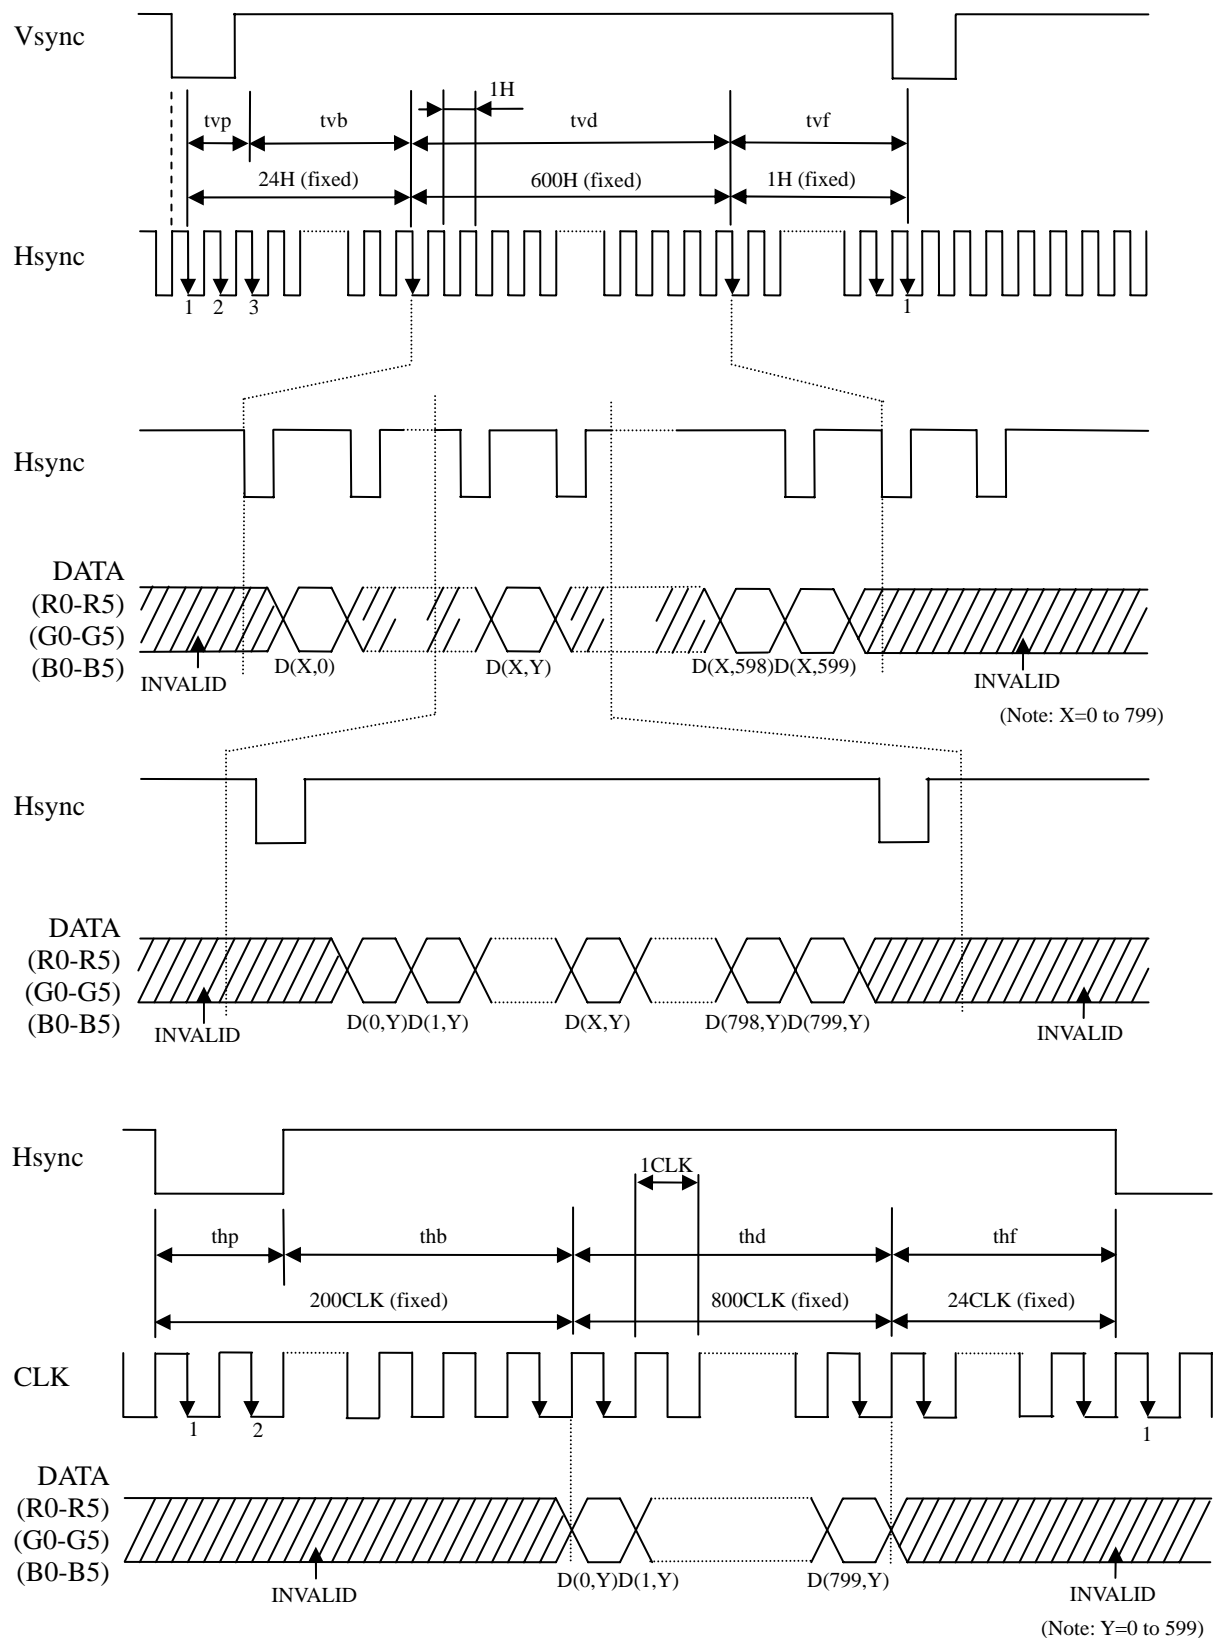 Vsync
1H
tvp tvb tvd tvf
24H (fixed) 600H (fixed) 1H (fixed)
Hsync
1 2 3 1
Hsync
DATA
(R0-R5)
(G0-G5)
(B0-B5)
D(X,0) D(X,Y) D(X,598)D(X,599)
INVALID INVALID
(Note: X=0 to 799)
Hsync
DATA
(R0-R5)
(G0-G5)
(B0-B5)
D(0,Y)D(1,Y) D(X,Y) D(798,Y)D(799,Y)
INVALID INVALID
Hsync
1CLK
thp thb thd thf
200CLK (fixed) 800CLK (fixed) 24CLK (fixed)
CLK
1 2 1
DATA
(R0-R5)
(G0-G5)
(B0-B5)
D(0,Y)D(1,Y) D(799,Y)
INVALID INVALID
(Note: Y=0 to 599)